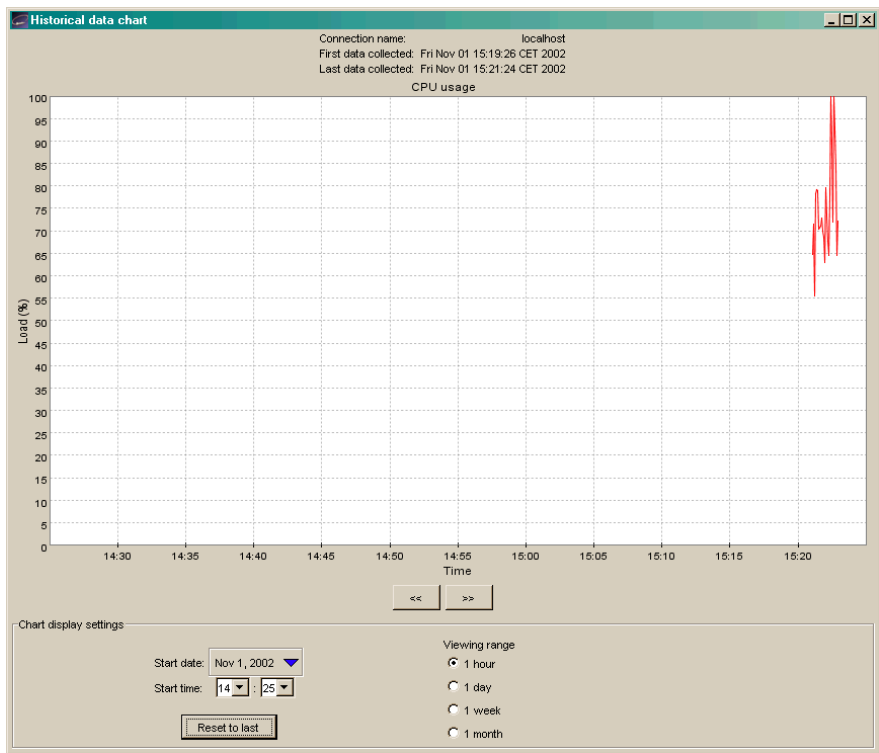 Historical data chart
Connection name: localhost
First data collected: Fri Nov 01 15:19:26 CET 2002
Last data collected: Fri Nov 01 15:21:24 CET 2002
CPU usage
100
95
90
85
80
75
70
65
60
55
50
45
40
35
30
25
20
15
10
5
0
Load (%)
14:30 14:35 14:40 14:45 14:50 14:55 15:00 15:05 15:10 15:15 15:20
Time
<< >>
Chart display settings
Start date: Nov 1, 2002
Start time: 14 : 25
Reset to last
Viewing range
1 hour
1 day
1 week
1 month